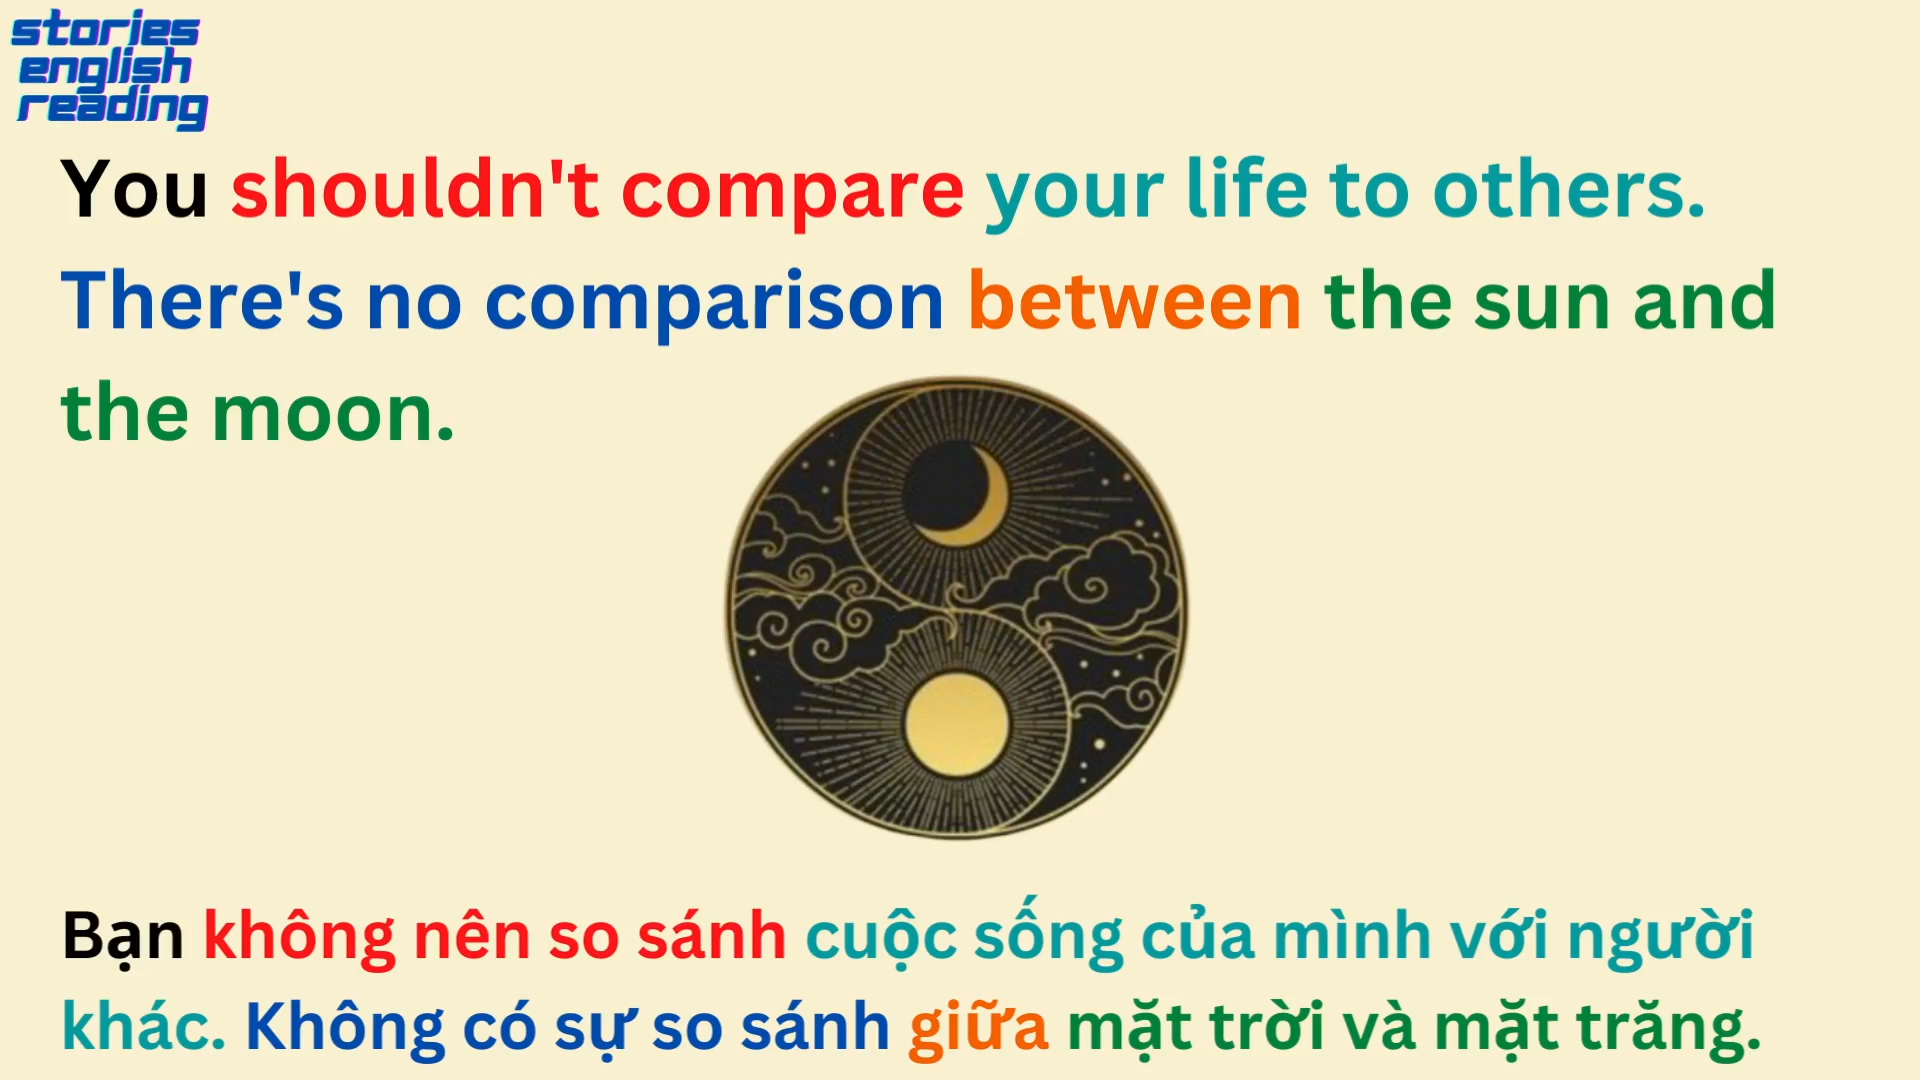 stories
english
reading
You shouldn't compare your life to others.
There's no comparison between the sun and
the moon.
Bạn không nên so sánh cuộc sống của mình với người
khác. Không có sự so sánh giữa mặt trời và mặt trăng.